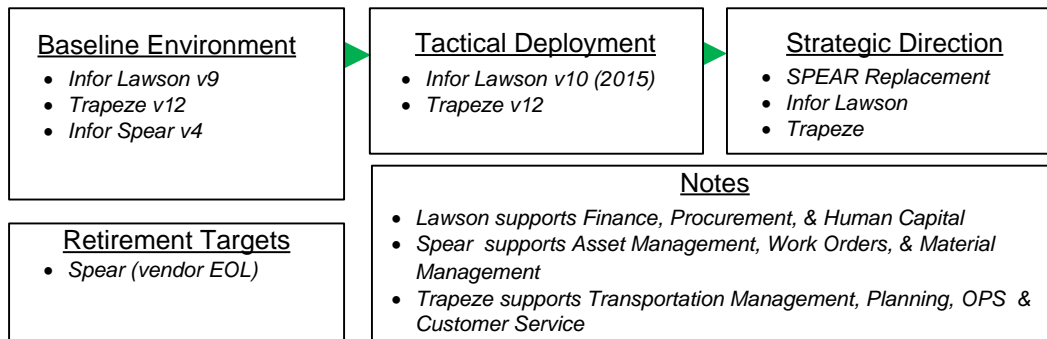 Baseline Environment
• Infor Lawson v9
• Trapeze v12
• Infor Spear v4
Tactical Deployment
• Infor Lawson v10 (2015)
• Trapeze v12
Strategic Direction
• SPEAR Replacement
• Infor Lawson
• Trapeze
Retirement Targets
• Spear (vendor EOL)
Notes
• Lawson supports Finance, Procurement, & Human Capital
• Spear supports Asset Management, Work Orders, & Material
Management
• Trapeze supports Transportation Management, Planning, OPS &
Customer Service